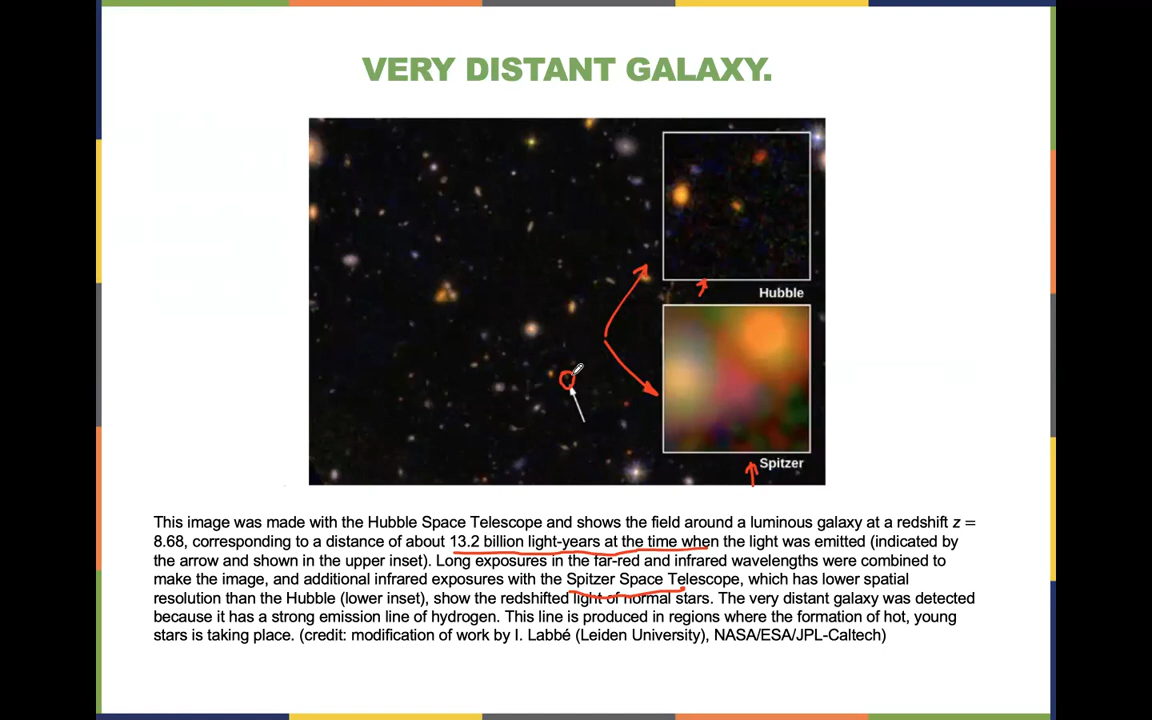 VERY DISTANT GALAXY.
Hubble
Spitzer
This image was made with the Hubble Space Telescope and shows the field around a luminous galaxy at a redshift z =
8.68, corresponding to a distance of about 13.2 billion light-years at the time when the light was emitted (indicated by
the arrow and shown in the upper inset). Long exposures in the far-red and infrared wavelengths were combined to
make the image, and additional infrared exposures with the Spitzer Space Telescope, which has lower spatial
resolution than the Hubble (lower inset), show the redshifted light of normal stars. The very distant galaxy was detected
because it has a strong emission line of hydrogen. This line is produced in regions where the formation of hot, young
stars is taking place. (credit: modification of work by I. Labbé (Leiden University), NASA/ESA/JPL-Caltech)